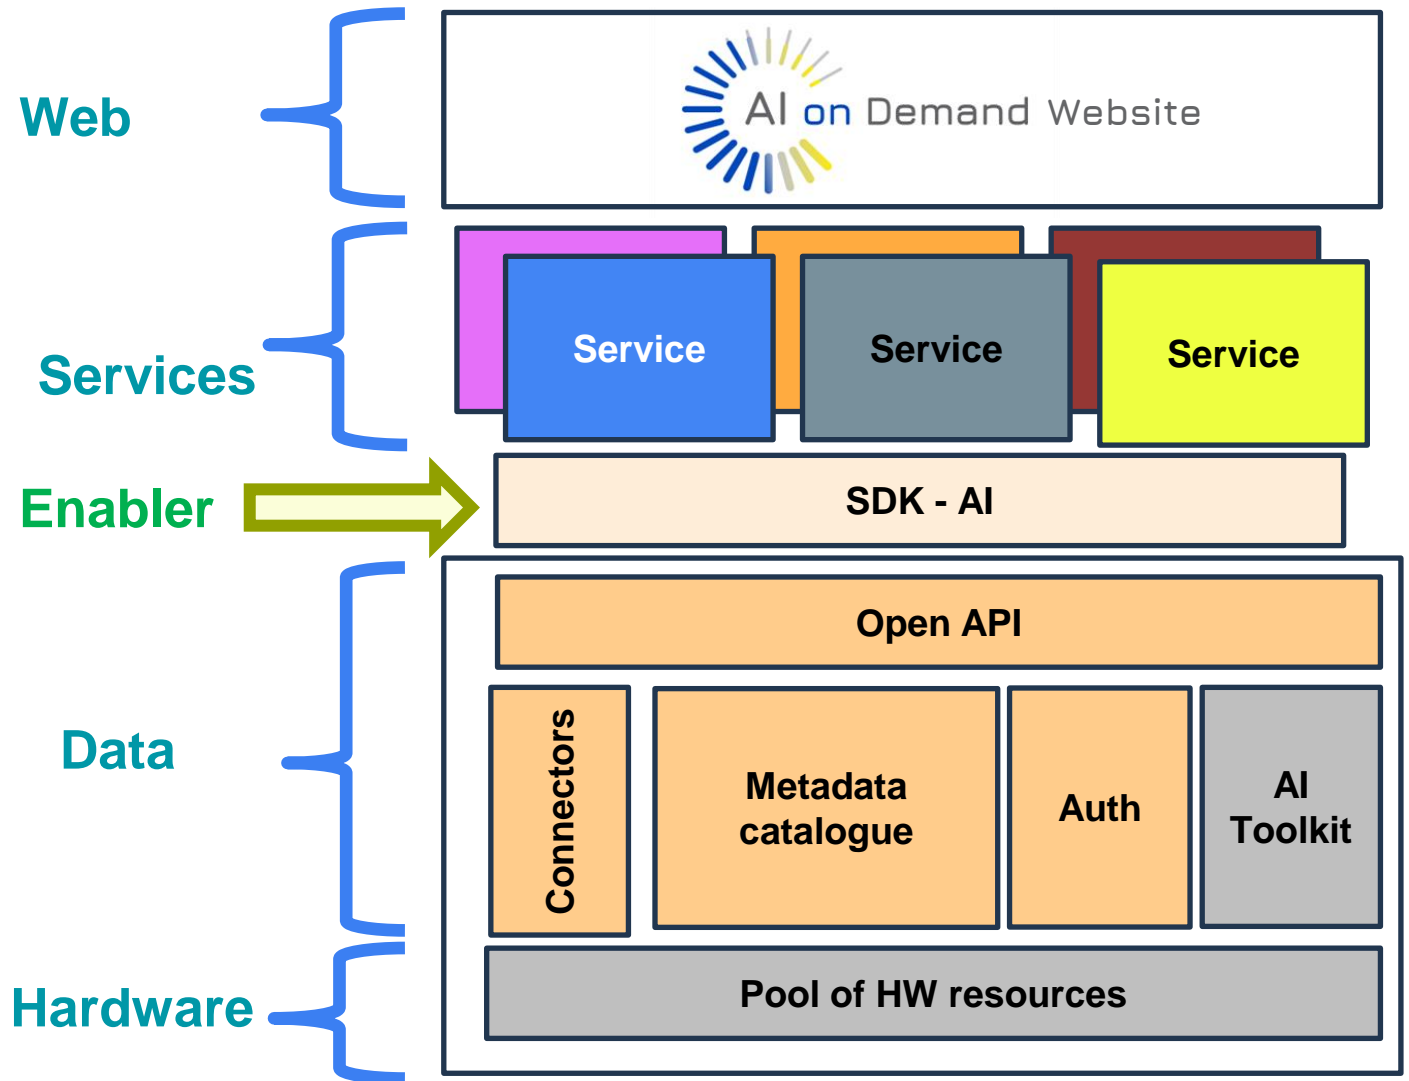 Web
AI on Demand Website
Services
Service
Service
Service
Enabler
SDK - AI
Data
Open API
Connectors
Metadata
catalogue
Auth
AI
Toolkit
Hardware
Pool of HW resources